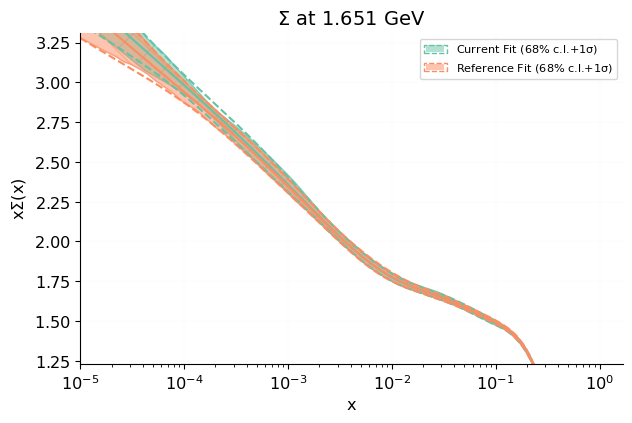 Σ at 1.651 GeV
Current Fit (68% c.l.+1σ)
Reference Fit (68% c.l.+1σ)
xΣ(x)
3.25
3.00
2.75
2.50
2.25
2.00
1.75
1.50
1.25
10⁻⁵ 10⁻⁴ 10⁻³ 10⁻² 10⁻¹ 10⁰
x